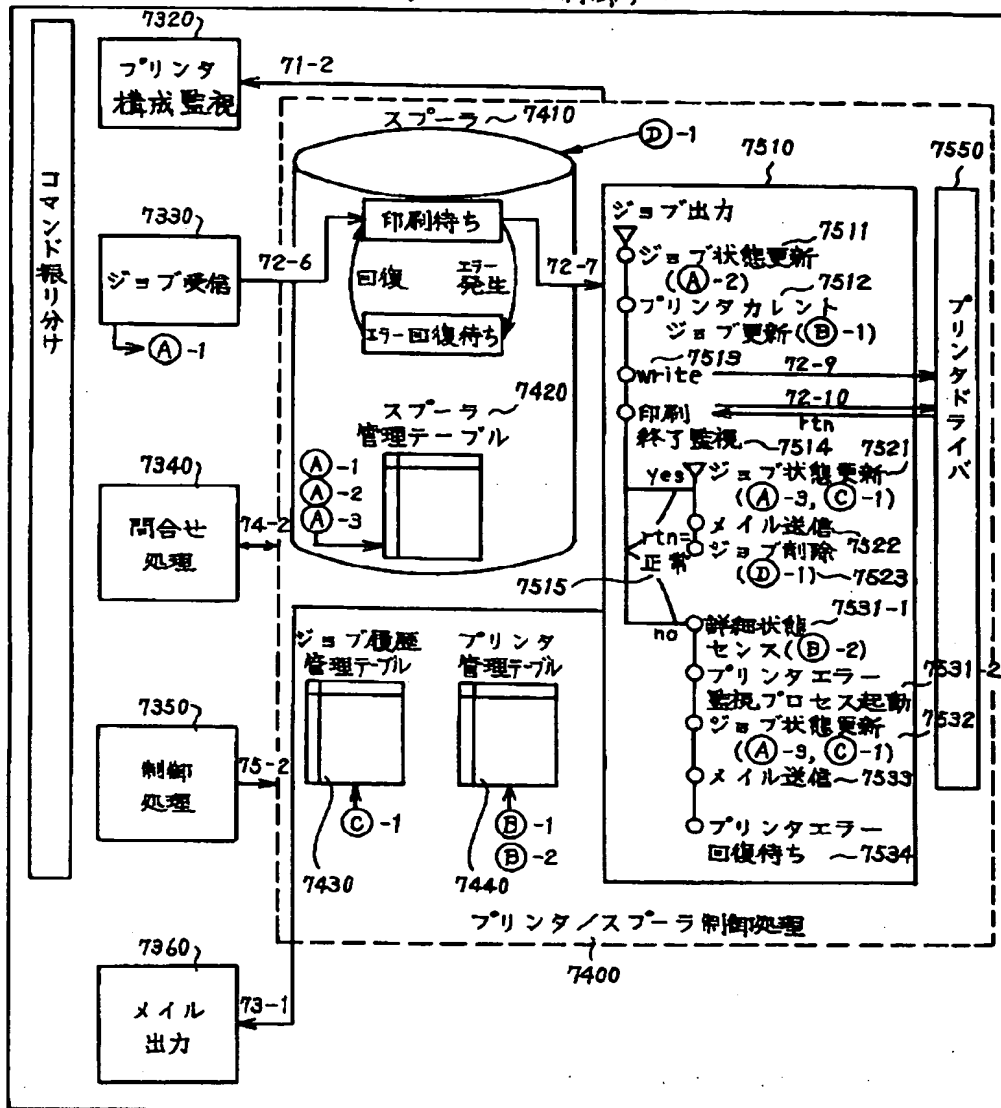 7320
プリンタ
構成監視
71-2
スプーラ
7410
D-1
コマンド振り分け
7330
ジョブ受信
A-1
72-6
印刷待ち
回復
エラー
発生
エラー回復待ち
72-7
スプーラ
管理テーブル
7420
A-1
A-2
A-3
7510
ジョブ出力
ジョブ状態更新
7511
(A-2)
7512
プリンタカレント
ジョブ更新(B-1)
7513
write
72-9
72-10
rtn
印刷
終了監視
7514
7521
yes
ジョブ状態更新
(A-3, C-1)
rtn=
正常
メイル送信
7522
ジョブ削除
(D-1)
7523
7515
no
7531-1
詳細状態
センス(B-2)
プリンタエラー
監視プロセス起動
7531-2
ジョブ状態更新
7532
(A-3, C-1)
メイル送信
7533
プリンタエラー
回復待ち
7534
7550
プリンタドライバ
7340
問合せ
処理
74-2
7350
制御
処理
75-2
ジョブ履歴
管理テーブル
C-1
7430
プリンタ
管理テーブル
B-1
B-2
7440
プリンタ/スプーラ制御処理
7400
7360
メイル
出力
73-1